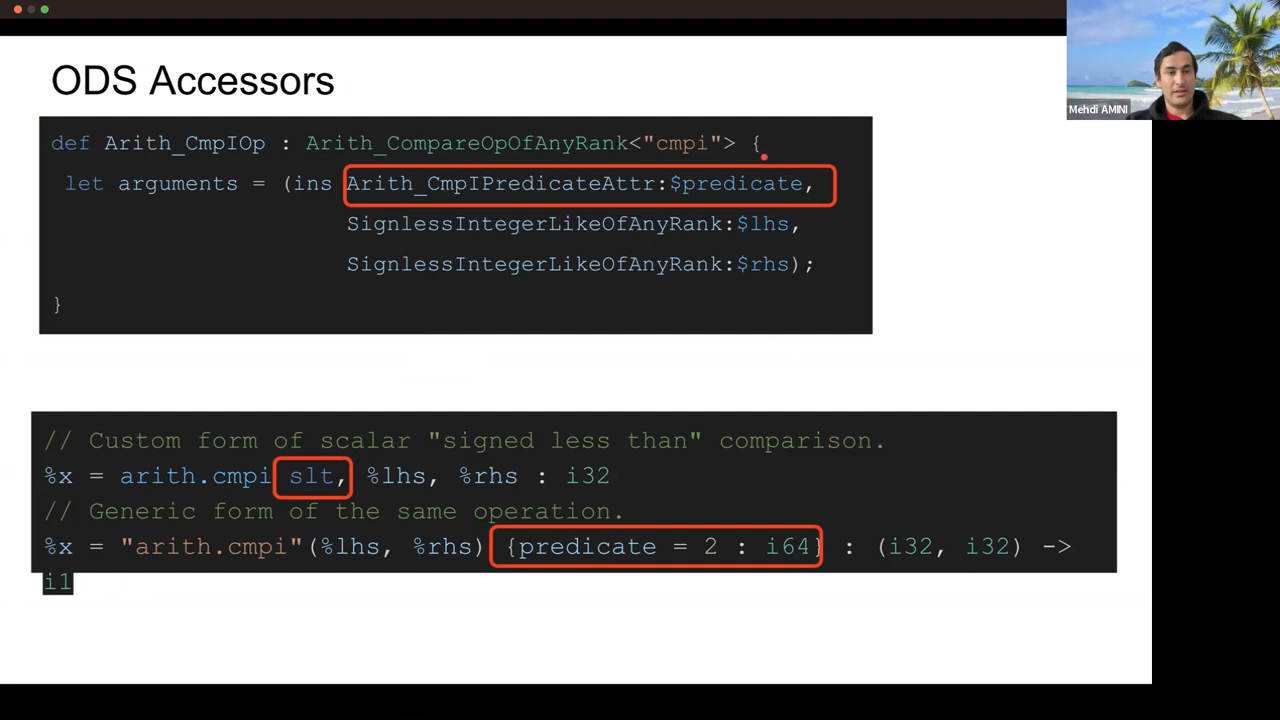 ODS Accessors
Mehdi AMINI
def Arith_CmpIOp : Arith_CompareOpOfAnyRank<"cmpi"> {
let arguments = (ins Arith_CmpIPredicateAttr:$predicate,
SignlessIntegerLikeOfAnyRank:$lhs,
SignlessIntegerLikeOfAnyRank:$rhs);
}
// Custom form of scalar "signed less than" comparison.
%x = arith.cmpi slt, %lhs, %rhs : i32
// Generic form of the same operation.
%x = "arith.cmpi"(%lhs, %rhs) {predicate = 2 : i64} : (i32, i32) ->
i1